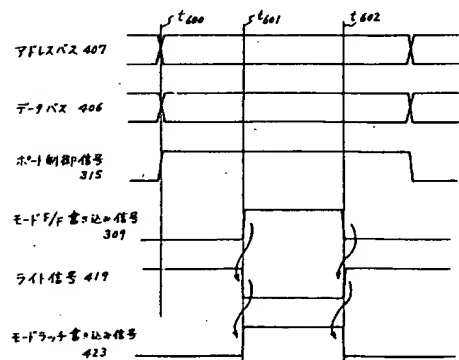 t600 t601 t602
アドレスバス 407
データバス 406
ポート制御信号
315
モードF/F書き込み信号
309
ライト信号 419
モードラッチ書き込み信号
423